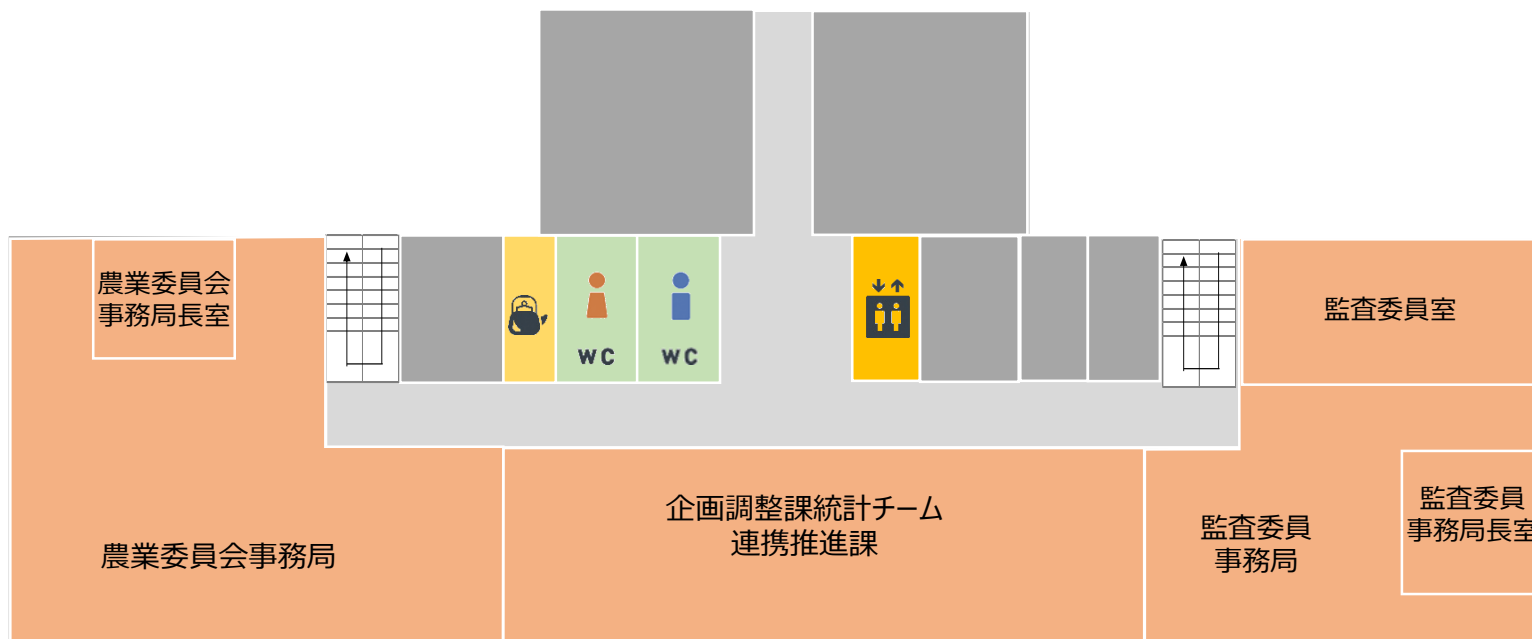 農業委員会
事務局長室
WC
WC
監査委員室
農業委員会事務局
企画調整課統計チーム
連携推進課
監査委員
事務局
監査委員
事務局長室